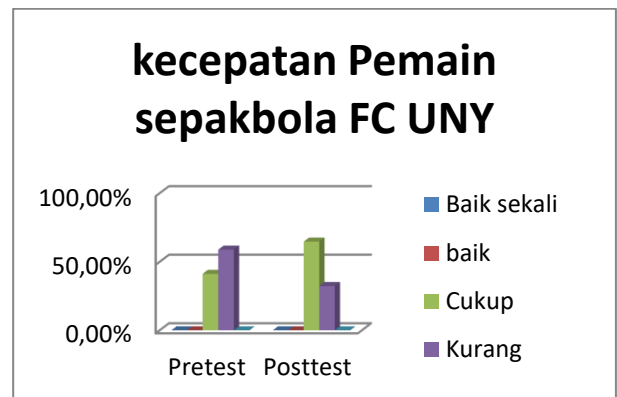 kecepatan Pemain
sepakbola FC UNY
100,00%
50,00%
0,00%
Pretest Posttest
Baik sekali
baik
Cukup
Kurang